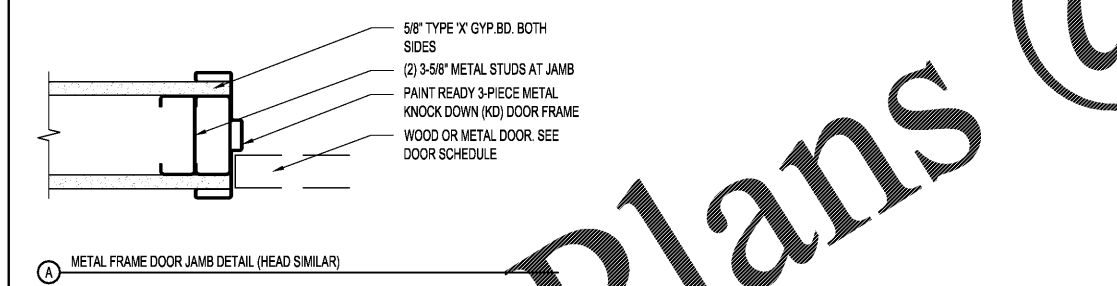 5/8" TYPE 'X' GYP.BD. BOTH
SIDES
(2) 3-5/8" METAL STUDS AT JAMB
PAINT READY 3-PIECE METAL
KNOCK DOWN (KD) DOOR FRAME
WOOD OR METAL DOOR. SEE
DOOR SCHEDULE
A METAL FRAME DOOR JAMB DETAIL (HEAD SIMILAR)
Plans ©